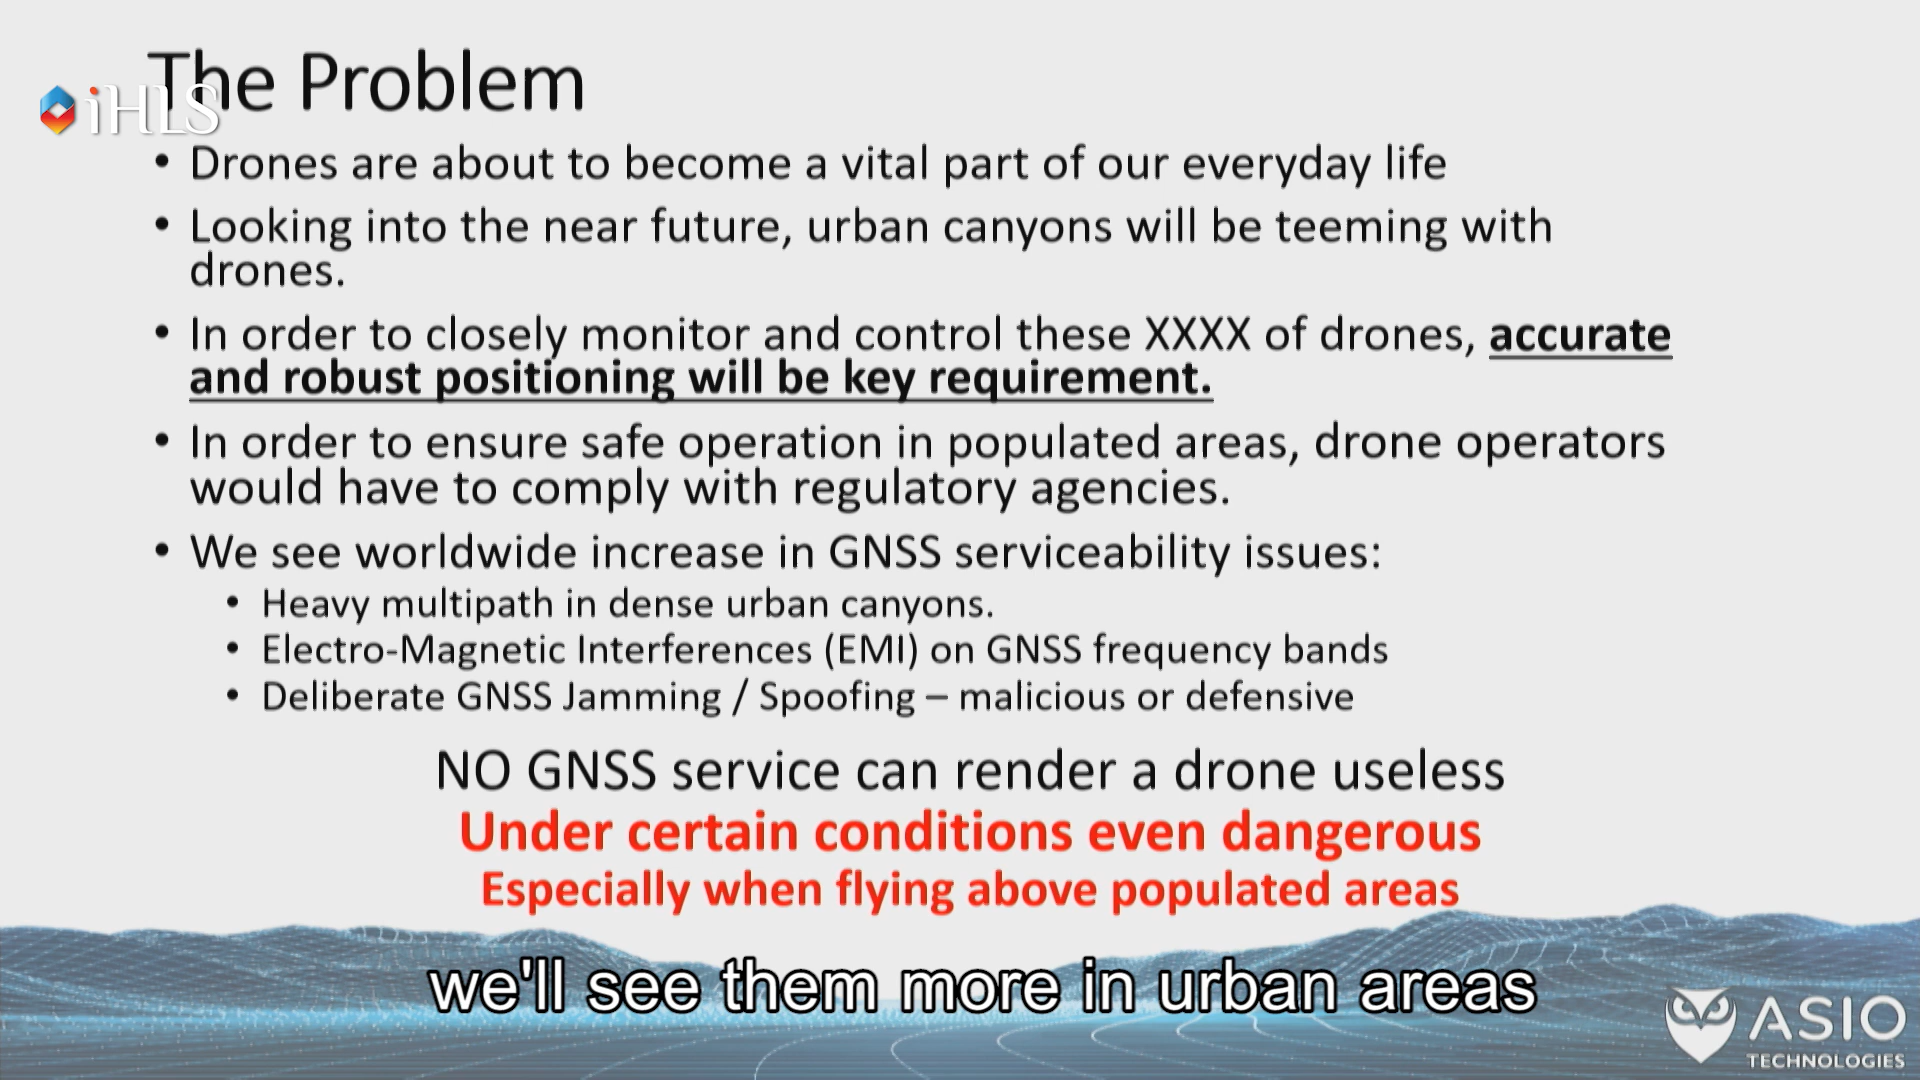 The Problem
iHLS
• Drones are about to become a vital part of our everyday life
• Looking into the near future, urban canyons will be teeming with
drones.
• In order to closely monitor and control these XXXX of drones, accurate
and robust positioning will be key requirement.
• In order to ensure safe operation in populated areas, drone operators
would have to comply with regulatory agencies.
• We see worldwide increase in GNSS serviceability issues:
• Heavy multipath in dense urban canyons.
• Electro-Magnetic Interferences (EMI) on GNSS frequency bands
• Deliberate GNSS Jamming / Spoofing – malicious or defensive
NO GNSS service can render a drone useless
Under certain conditions even dangerous
Especially when flying above populated areas
we'll see them more in urban areas
ASIO
TECHNOLOGIES